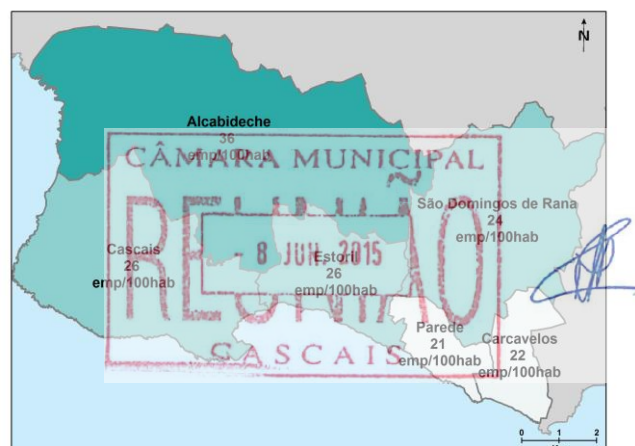 N
Alcabideche
36
emp/100hab
CÂMARA MUNICIPAL
REUNIÃO
- 8 JUN. 2015
CASCAIS
São Domingos de Rana
24
emp/100hab
Cascais
26
emp/100hab
Estoril
26
emp/100hab
Parede
21
emp/100hab
Carcavelos
22
emp/100hab
0 1 2